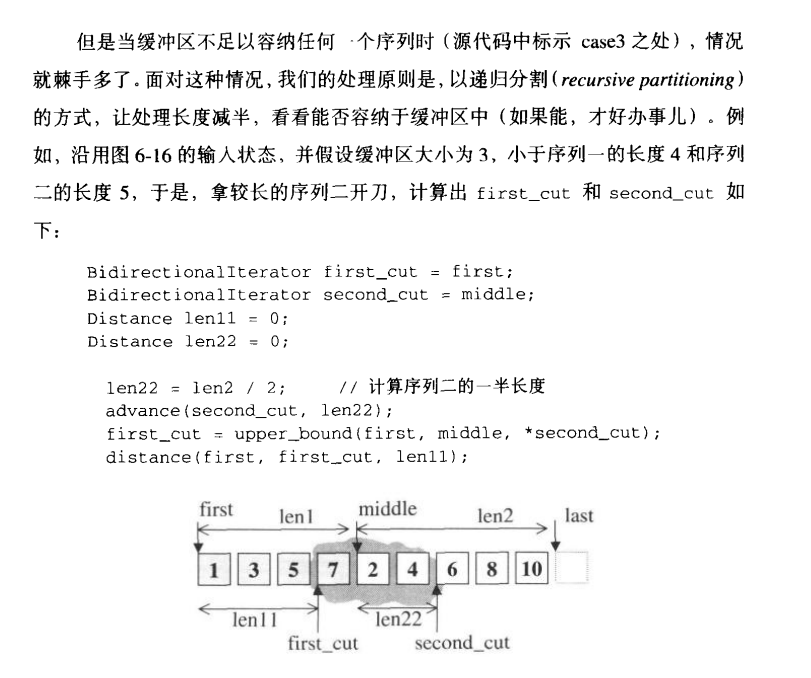 但是当缓冲区不足以容纳任何一个序列时（源代码中标示 case3 之处），情况
就棘手多了。面对这种情况，我们的处理原则是，以递归分割（recursive partitioning）
的方式，让处理长度减半，看看能否容纳于缓冲区中（如果能，才好办事儿）。例
如，沿用图 6-16 的输入状态，并假设缓冲区大小为 3，小于序列一的长度 4 和序列
二的长度 5，于是，拿较长的序列二开刀，计算出 first_cut 和 second_cut 如
下：
BidirectionalIterator first_cut = first;
BidirectionalIterator second_cut = middle;
Distance len11 = 0;
Distance len22 = 0;
len22 = len2 / 2; // 计算序列二的一半长度
advance(second_cut, len22);
first_cut = upper_bound(first, middle, *second_cut);
distance(first, first_cut, len11);
first len1 middle len2 last
1 3 5 7 2 4 6 8 10
len11 len22
first_cut second_cut